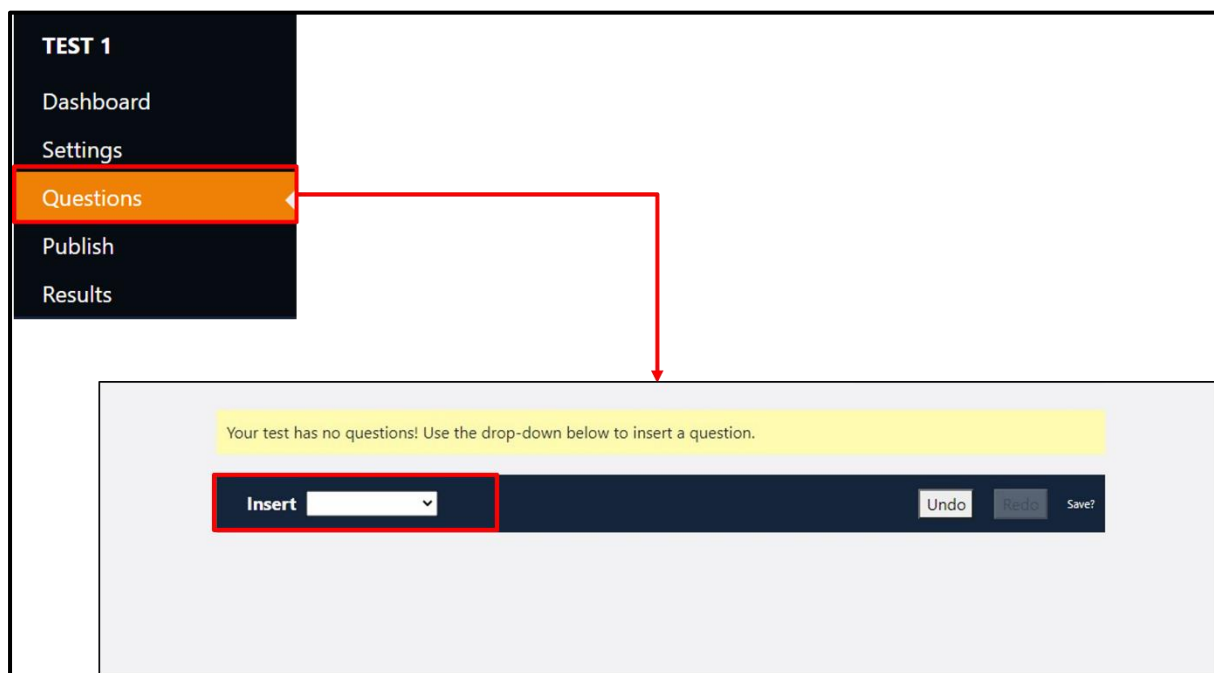 TEST 1
Dashboard
Settings
Questions
Publish
Results
Your test has no questions! Use the drop-down below to insert a question.
Insert
Undo Redo Save?